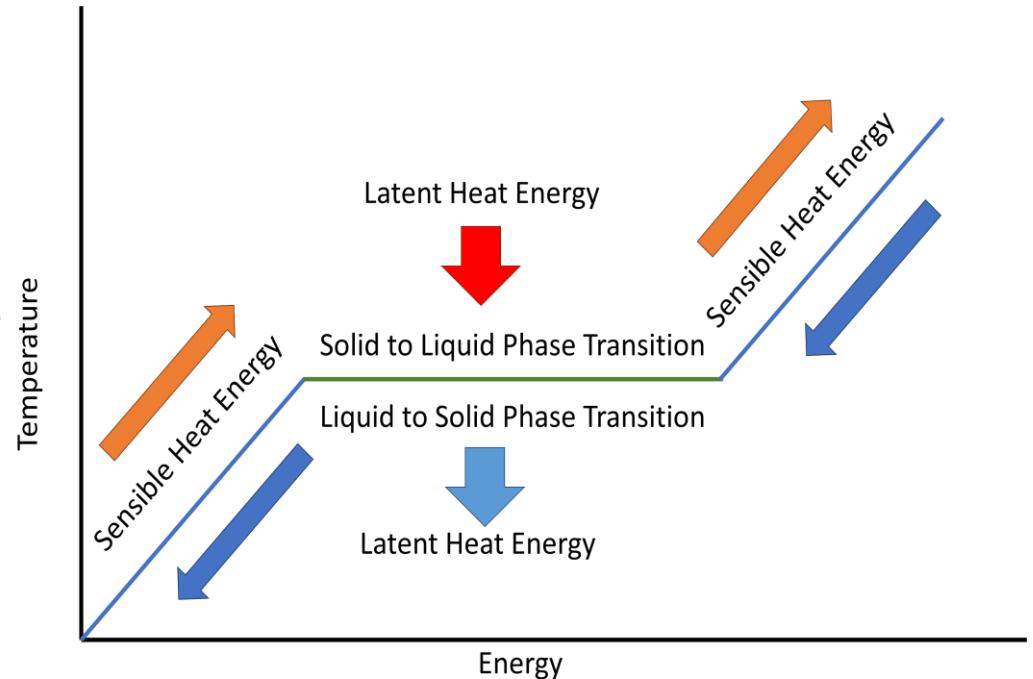 Latent Heat Energy
Sensible Heat Energy
Solid to Liquid Phase Transition
Sensible Heat Energy
Liquid to Solid Phase Transition
Latent Heat Energy
Temperature
Energy